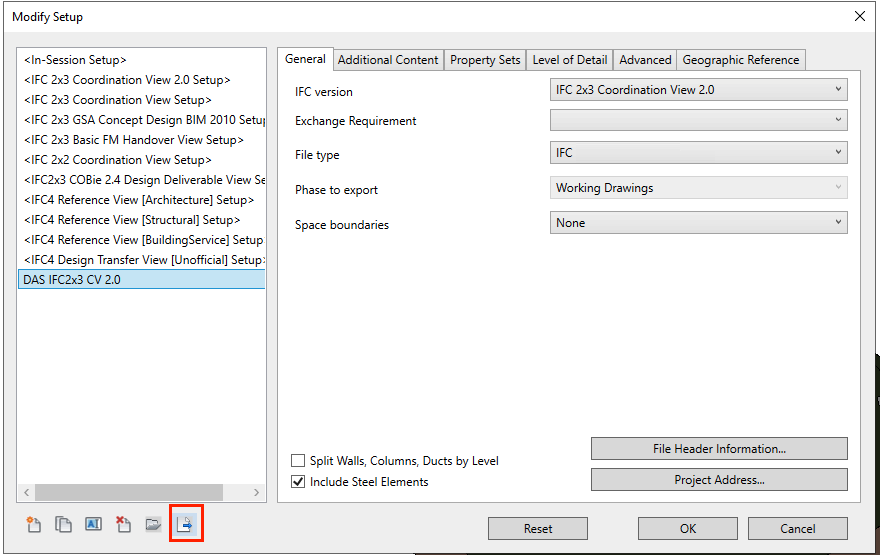 Modify Setup
<In-Session Setup>
<IFC 2x3 Coordination View 2.0 Setup>
<IFC 2x3 Coordination View Setup>
<IFC 2x3 GSA Concept Design BIM 2010 Setup
<IFC 2x3 Basic FM Handover View Setup>
<IFC 2x2 Coordination View Setup>
<IFC2x3 COBie 2.4 Design Deliverable View Se
<IFC4 Reference View [Architecture] Setup>
<IFC4 Reference View [Structural] Setup>
<IFC4 Reference View [BuildingService] Setup
<IFC4 Design Transfer View [Unofficial] Setup>
DAS IFC2x3 CV 2.0
General Additional Content Property Sets Level of Detail Advanced Geographic Reference
IFC version IFC 2x3 Coordination View 2.0
Exchange Requirement
File type IFC
Phase to export Working Drawings
Space boundaries None
Split Walls, Columns, Ducts by Level
Include Steel Elements
File Header Information...
Project Address...
Reset OK Cancel